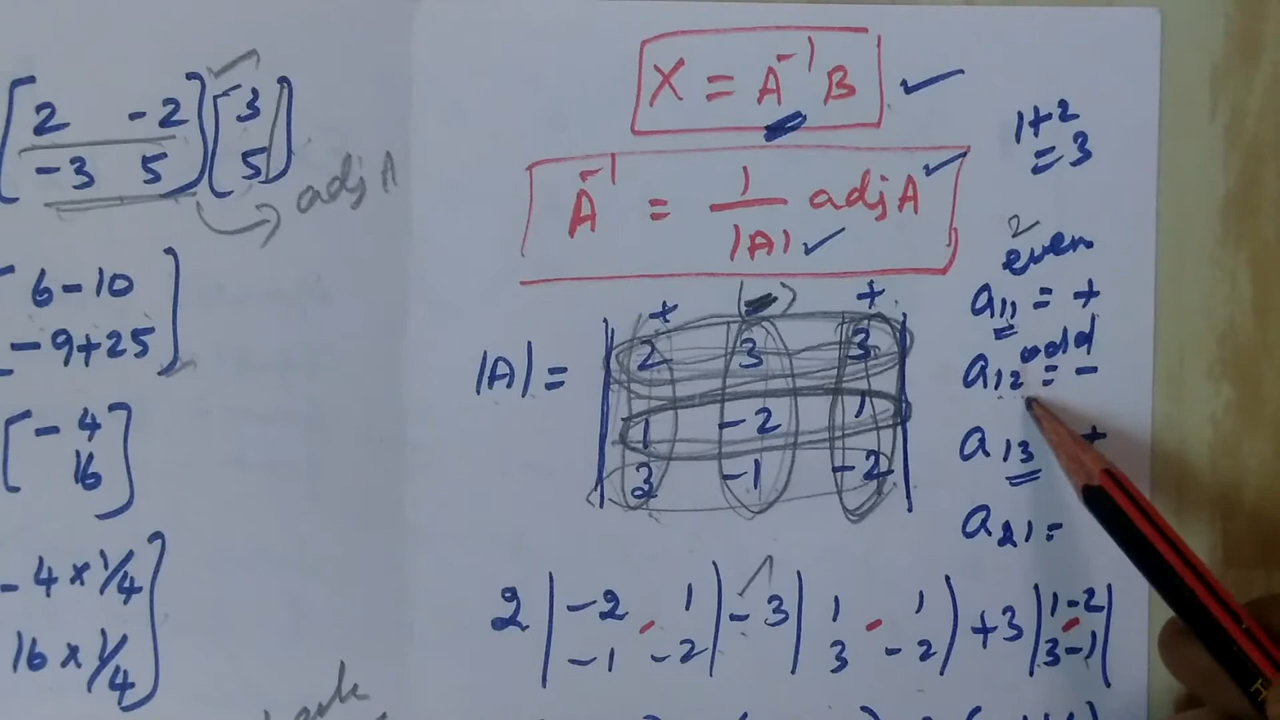 2 -2 3
-3 5 5
adj A
6-10
-9+25
-4
16
-4×1/4
16×1/4
X = A⁻¹B ✓
A⁻¹ = 1/|A| adjA ✓
✓
1+2
=3
2
even
a₁₁ = +
odd
a₁₂ = -
a₁₃ +
a₂₁ =
+ (-) +
|A| =
2 3 3
1 -2 1
3 -1 -2
2 | -2 1 | -3 | 1 1 | +3 | 1 -2 |
-1 -2 3 -2 3 -1